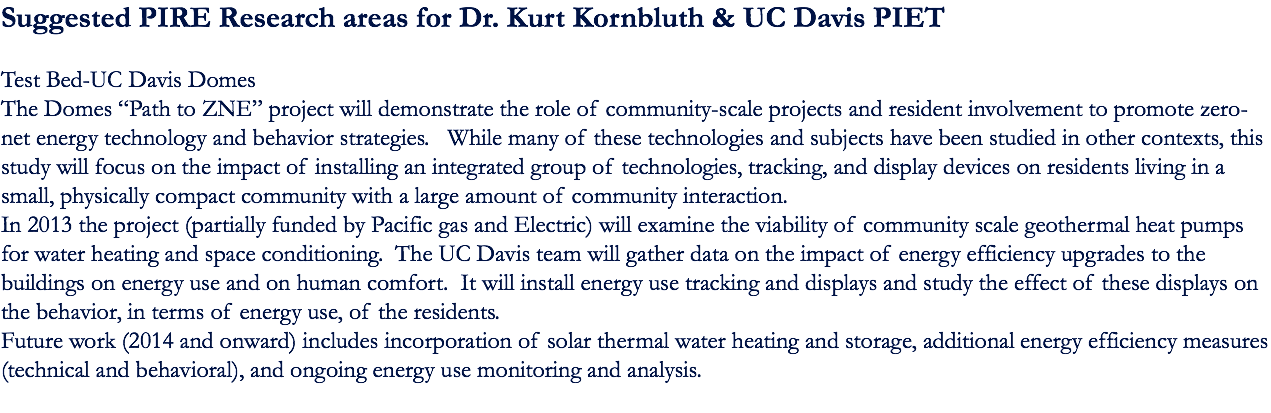 Suggested PIRE Research areas for Dr. Kurt Kornbluth & UC Davis PIET
Test Bed-UC Davis Domes
The Domes “Path to ZNE” project will demonstrate the role of community-scale projects and resident involvement to promote zero-
net energy technology and behavior strategies.   While many of these technologies and subjects have been studied in other contexts, this
study will focus on the impact of installing an integrated group of technologies, tracking, and display devices on residents living in a
small, physically compact community with a large amount of community interaction.
In 2013 the project (partially funded by Pacific gas and Electric) will examine the viability of community scale geothermal heat pumps
for water heating and space conditioning.  The UC Davis team will gather data on the impact of energy efficiency upgrades to the
buildings on energy use and on human comfort.  It will install energy use tracking and displays and study the effect of these displays on
the behavior, in terms of energy use, of the residents.
Future work (2014 and onward) includes incorporation of solar thermal water heating and storage, additional energy efficiency measures
(technical and behavioral), and ongoing energy use monitoring and analysis.